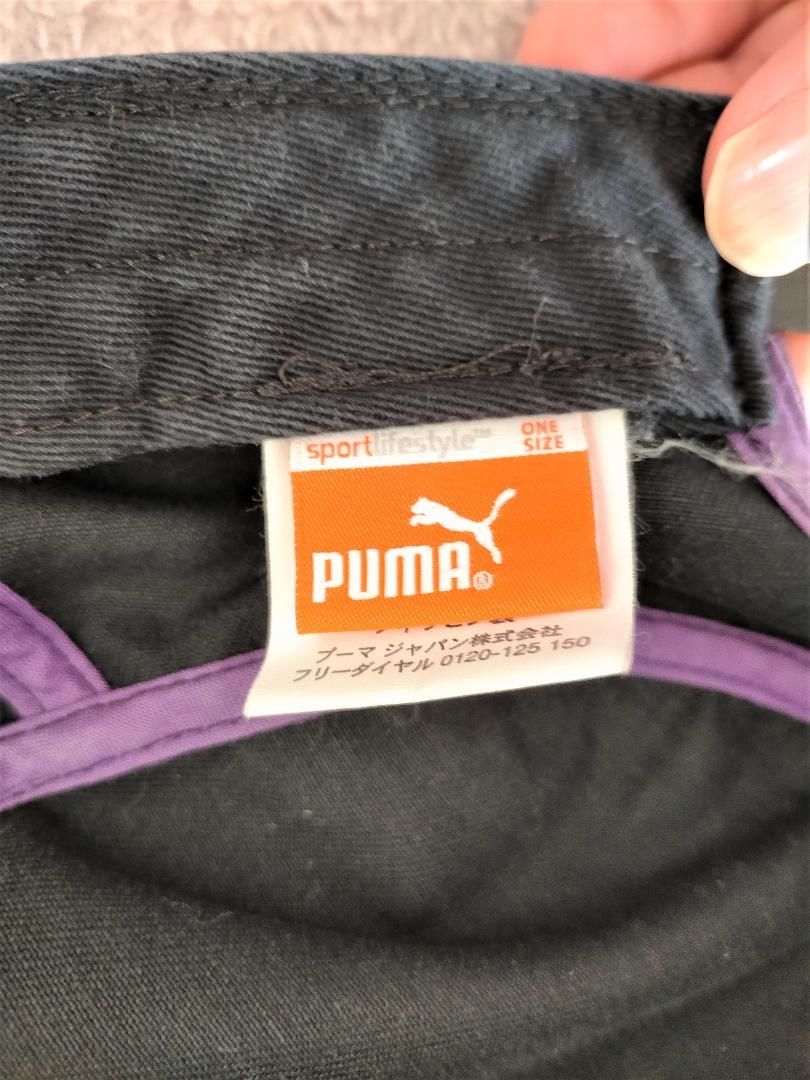 sportlifestyle™
ONE
SIZE
PUMA®
プーマ ジャパン株式会社
フリーダイヤル 0120-125 150